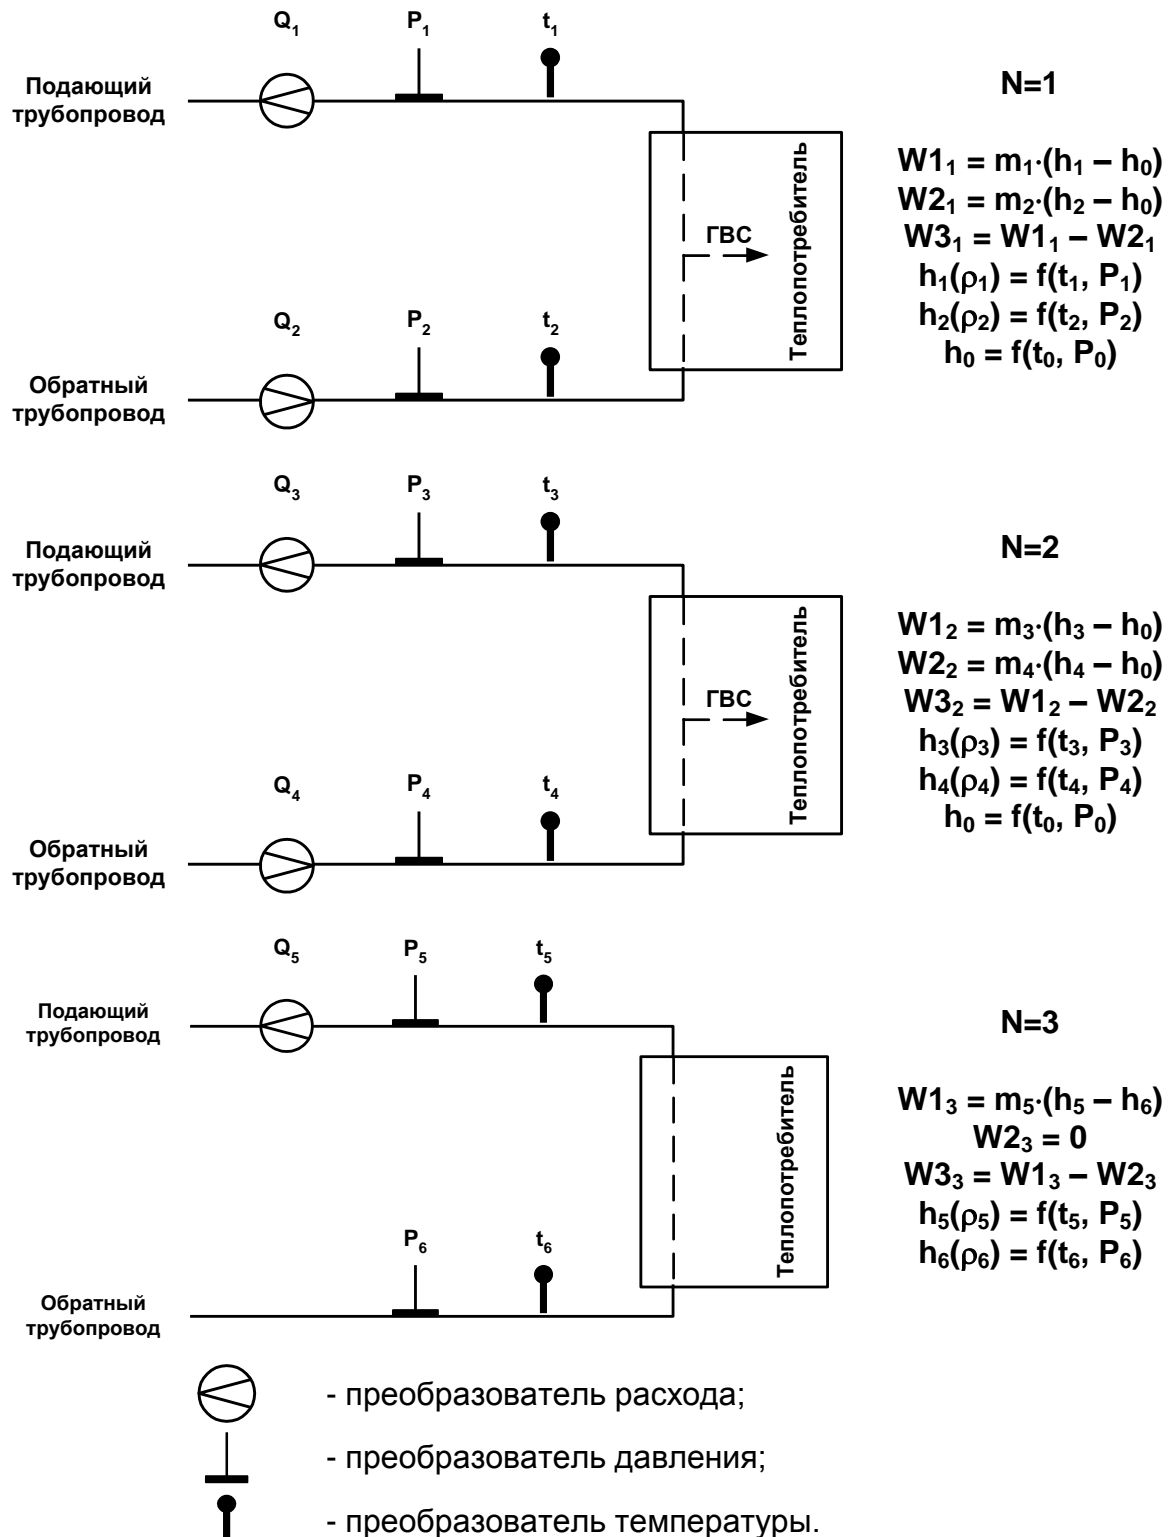 Q₁ P₁ t₁
Подающий
трубопровод
N=1
W1₁ = m₁·(h₁ – h₀)
W2₁ = m₂·(h₂ – h₀)
W3₁ = W1₁ – W2₁
h₁(ρ₁) = f(t₁, P₁)
h₂(ρ₂) = f(t₂, P₂)
h₀ = f(t₀, P₀)
ГВС
Теплопотребитель
Q₂ P₂ t₂
Обратный
трубопровод
Q₃ P₃ t₃
Подающий
трубопровод
N=2
W1₂ = m₃·(h₃ – h₀)
W2₂ = m₄·(h₄ – h₀)
W3₂ = W1₂ – W2₂
h₃(ρ₃) = f(t₃, P₃)
h₄(ρ₄) = f(t₄, P₄)
h₀ = f(t₀, P₀)
ГВС
Теплопотребитель
Q₄ P₄ t₄
Обратный
трубопровод
Q₅ P₅ t₅
Подающий
трубопровод
N=3
W1₃ = m₅·(h₅ – h₆)
W2₃ = 0
W3₃ = W1₃ – W2₃
h₅(ρ₅) = f(t₅, P₅)
h₆(ρ₆) = f(t₆, P₆)
Теплопотребитель
P₆ t₆
Обратный
трубопровод
- преобразователь расхода;
- преобразователь давления;
- преобразователь температуры.